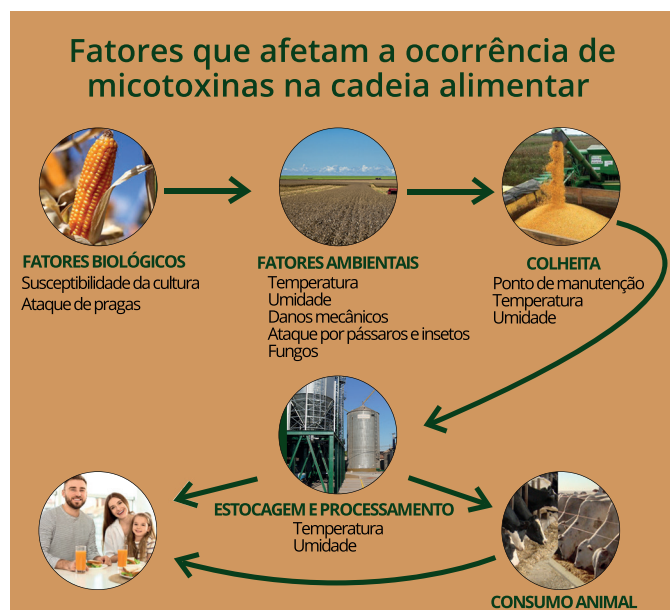 Fatores que afetam a ocorrência de
micotoxinas na cadeia alimentar
FATORES BIOLÓGICOS
Susceptibilidade da cultura
Ataque de pragas
FATORES AMBIENTAIS
Temperatura
Umidade
Danos mecânicos
Ataque por pássaros e insetos
Fungos
COLHEITA
Ponto de manutenção
Temperatura
Umidade
ESTOCAGEM E PROCESSAMENTO
Temperatura
Umidade
CONSUMO ANIMAL